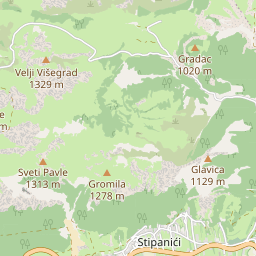 Gradac
1020 m
Velji Višegrad
1329 m
Sveti Pavle
1313 m
Gromila
1278 m
Glavica
1129 m
Stipanići